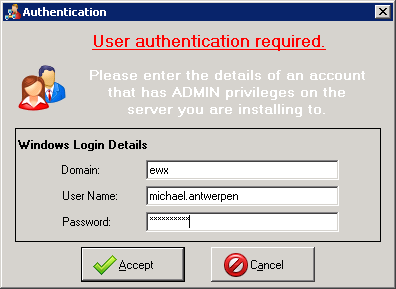 Authentication
User authentication required.
Please enter the details of an account
that has ADMIN privileges on the
server you are installing to.
Windows Login Details
Domain: ewx
User Name: michael.antwerpen
Password: **********
Accept Cancel